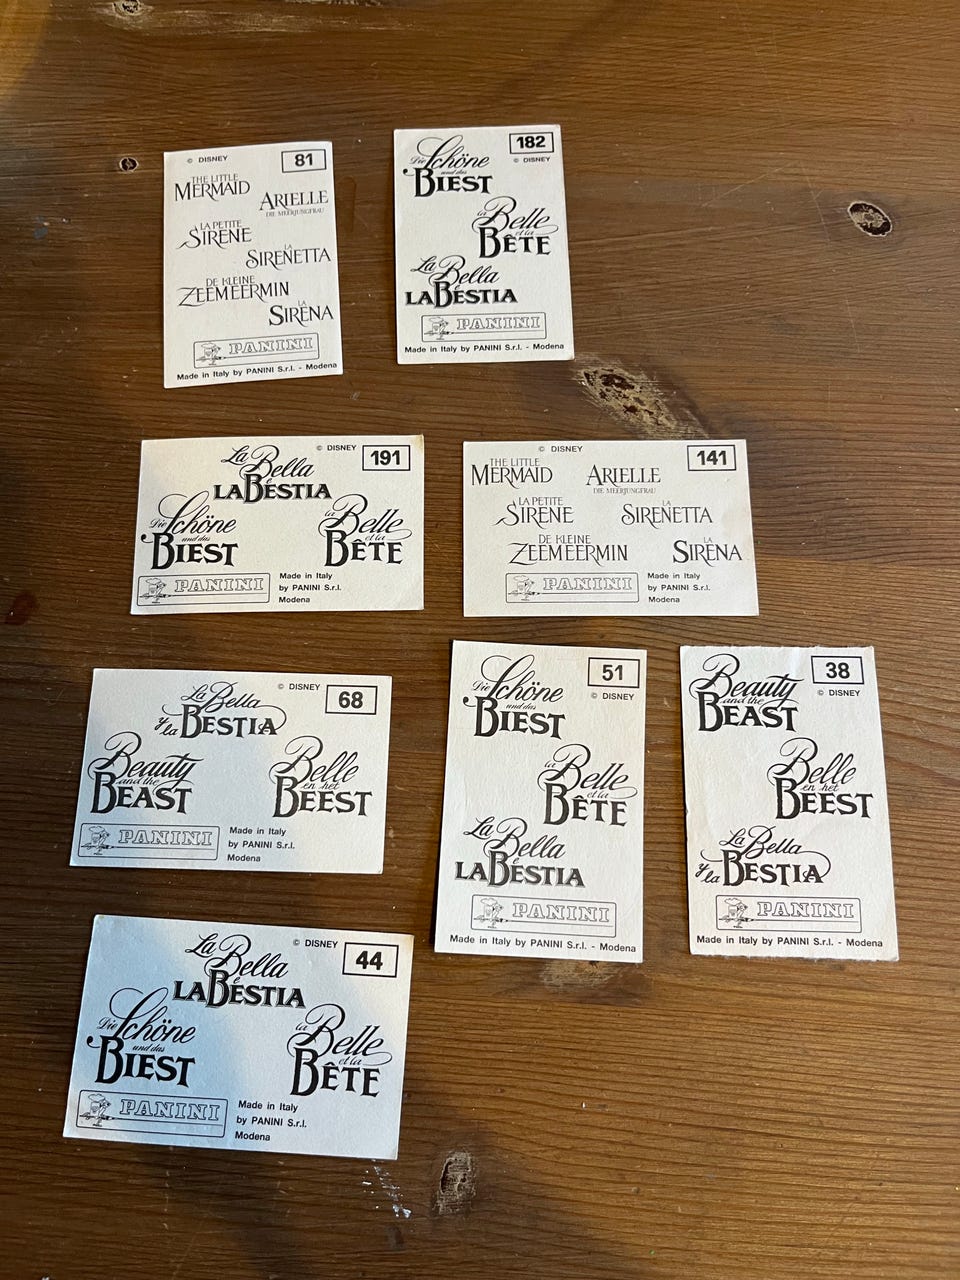 © DISNEY 81
THE LITTLE
MERMAID
ARIELLE
DIE MEERJUNGFRAU
LA PETITE
SIRÈNE
LA
SIRENETTA
DE KLEINE
ZEEMEERMIN
LA
SIRENA
PANINI
Made in Italy by PANINI S.r.l. - Modena
182
© DISNEY
Die Schöne
und das
BIEST
La Belle
et la
BÊTE
La Bella
e
LA BESTIA
PANINI
Made in Italy by PANINI S.r.l. - Modena
© DISNEY 191
La Bella
e
LA BESTIA
Die Schöne
und das
BIEST
La Belle
et la
BÊTE
PANINI
Made in Italy
by PANINI S.r.l.
Modena
© DISNEY 141
THE LITTLE
MERMAID
ARIELLE
DIE MEERJUNGFRAU
LA PETITE
SIRÈNE
LA
SIRENETTA
DE KLEINE
ZEEMEERMIN
LA
SIRENA
PANINI
Made in Italy
by PANINI S.r.l.
Modena
© DISNEY 68
La Bella
y la BESTIA
Beauty
and the
BEAST
Belle
en het
BEEST
PANINI
Made in Italy
by PANINI S.r.l.
Modena
51
© DISNEY
Die Schöne
und das
BIEST
La Belle
et la
BÊTE
La Bella
e
LA BESTIA
PANINI
Made in Italy by PANINI S.r.l. - Modena
38
© DISNEY
Beauty
and the
BEAST
Belle
en het
BEEST
La Bella
y la BESTIA
PANINI
Made in Italy by PANINI S.r.l. - Modena
© DISNEY 44
La Bella
e
LA BESTIA
Die Schöne
und das
BIEST
La Belle
et la
BÊTE
PANINI
Made in Italy
by PANINI S.r.l.
Modena